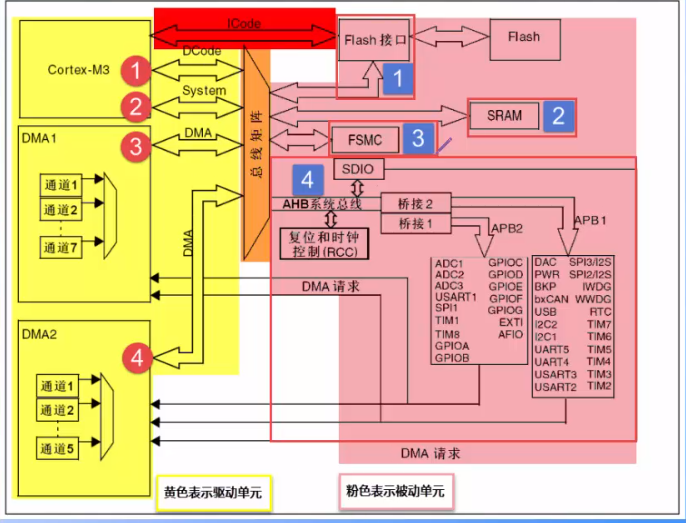 ICode
Flash 接口
Flash
DCode
Cortex-M3
1
1
System
2
SRAM
2
DMA1
3
DMA
总线矩阵
FSMC
3
SDIO
4
通道1
通道2
通道7
AHB系统总线
桥接2
桥接1
APB2
APB1
复位和时钟
控制(RCC)
DMA
DMA 请求
ADC1
ADC2
ADC3
USART1
SPI1
TIM1
TIM8
GPIOA
GPIOB
GPIOC
GPIOD
GPIOE
GPIOF
GPIOG
EXTI
AFIO
DAC
PWR
BKP
bxCAN
USB
I2C2
I2C1
UART5
UART4
USART3
USART2
SPI3/I2S
SPI2/I2S
IWDG
WWDG
RTC
TIM7
TIM6
TIM5
TIM4
TIM3
TIM2
DMA2
4
通道1
通道2
通道5
DMA 请求
黄色表示驱动单元
粉色表示被动单元